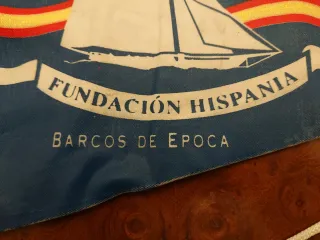 FUNDACIÓN HISPANIA
BARCOS DE EPOCA